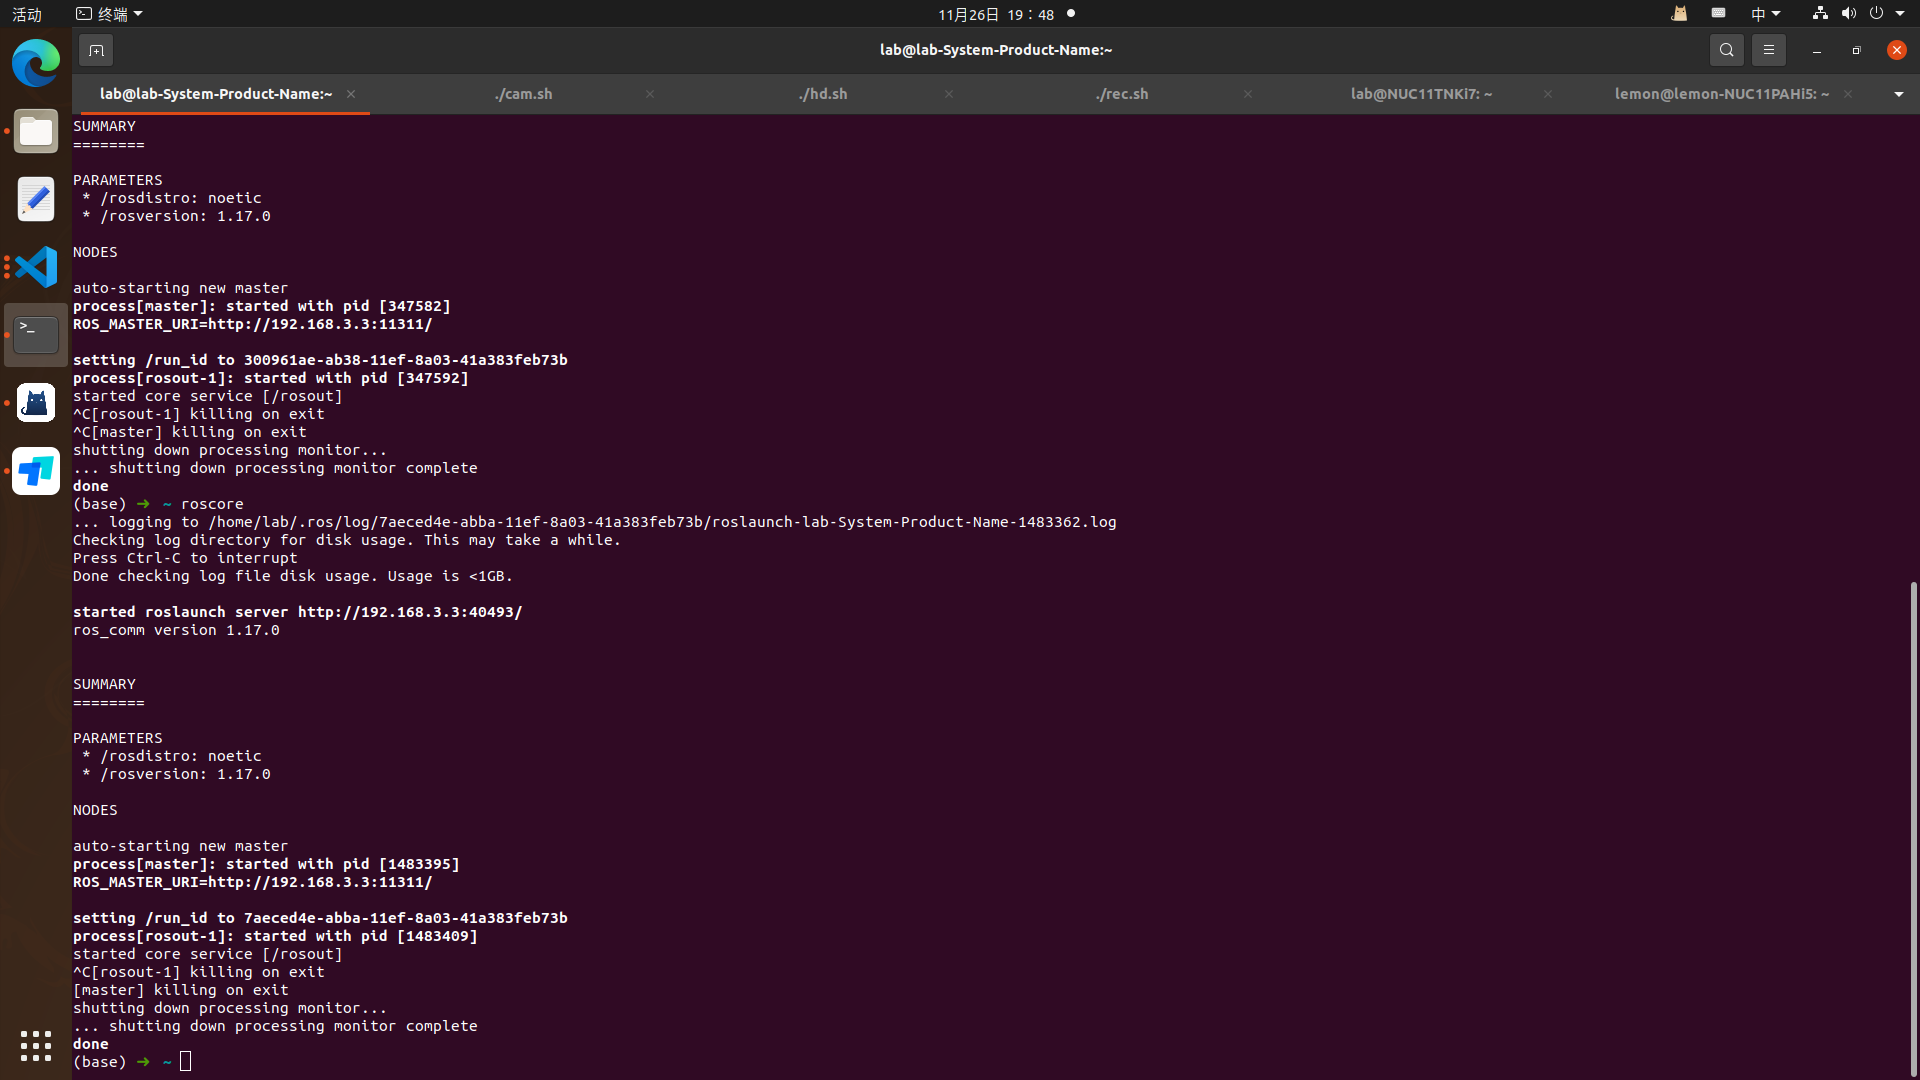 活动
终端
11月26日 19：48
中
lab@lab-System-Product-Name:~
lab@lab-System-Product-Name:~
./cam.sh
./hd.sh
./rec.sh
lab@NUC11TNKi7: ~
lemon@lemon-NUC11PAHi5: ~
SUMMARY
========
PARAMETERS
 * /rosdistro: noetic
 * /rosversion: 1.17.0
NODES
auto-starting new master
process[master]: started with pid [347582]
ROS_MASTER_URI=http://192.168.3.3:11311/
setting /run_id to 300961ae-ab38-11ef-8a03-41a383feb73b
process[rosout-1]: started with pid [347592]
started core service [/rosout]
^C[rosout-1] killing on exit
^C[master] killing on exit
shutting down processing monitor...
... shutting down processing monitor complete
done
(base) ➜ ~ roscore
... logging to /home/lab/.ros/log/7aeced4e-abba-11ef-8a03-41a383feb73b/roslaunch-lab-System-Product-Name-1483362.log
Checking log directory for disk usage. This may take a while.
Press Ctrl-C to interrupt
Done checking log file disk usage. Usage is <1GB.
started roslaunch server http://192.168.3.3:40493/
ros_comm version 1.17.0
SUMMARY
========
PARAMETERS
 * /rosdistro: noetic
 * /rosversion: 1.17.0
NODES
auto-starting new master
process[master]: started with pid [1483395]
ROS_MASTER_URI=http://192.168.3.3:11311/
setting /run_id to 7aeced4e-abba-11ef-8a03-41a383feb73b
process[rosout-1]: started with pid [1483409]
started core service [/rosout]
^C[rosout-1] killing on exit
[master] killing on exit
shutting down processing monitor...
... shutting down processing monitor complete
done
(base) ➜ ~